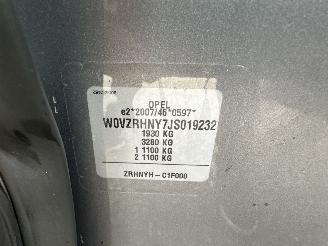 OPEL
e2*2007/46*0597*
W0VZRHNY7JS019232
1930 KG
3280 KG
1 1100 KG
2 1100 KG
ZRHNYH-C1F000